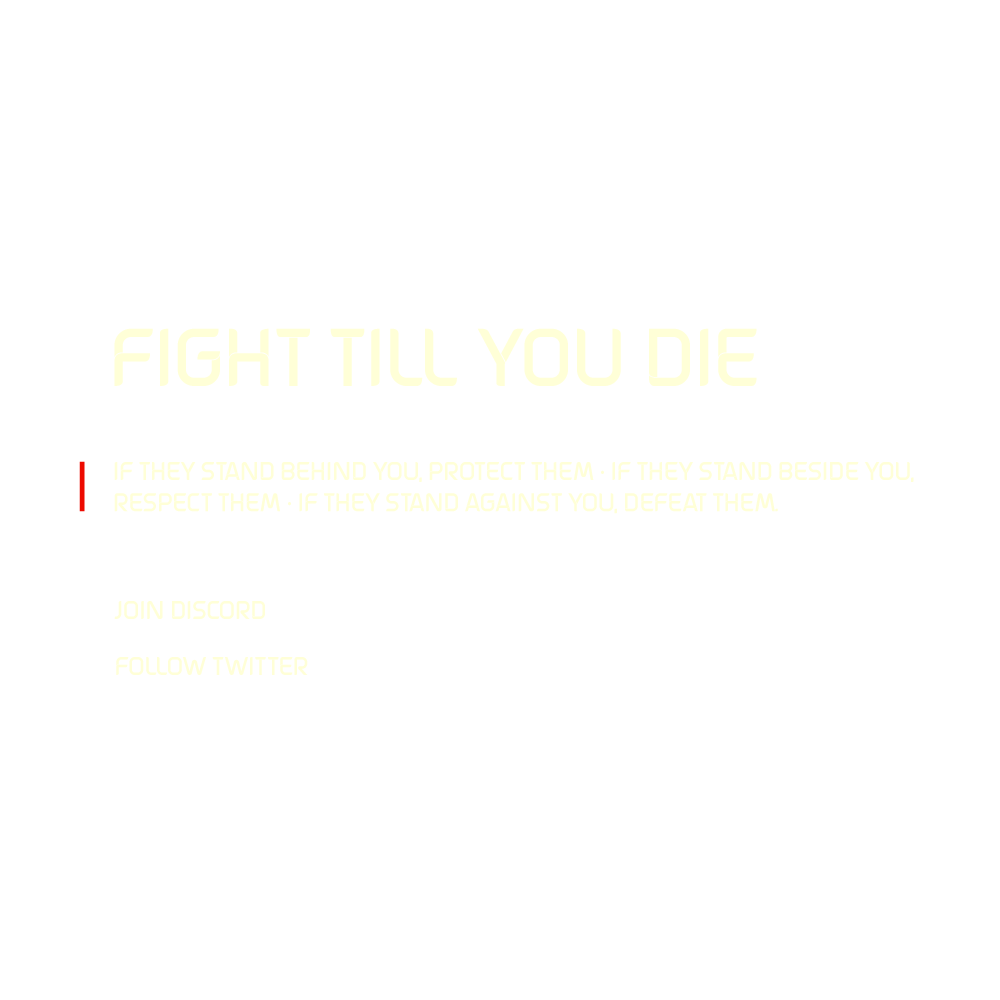 FIGHT TILL YOU DIE
IF THEY STAND BEHIND YOU, PROTECT THEM · IF THEY STAND BESIDE YOU,
RESPECT THEM · IF THEY STAND AGAINST YOU, DEFEAT THEM.
JOIN DISCORD
FOLLOW TWITTER